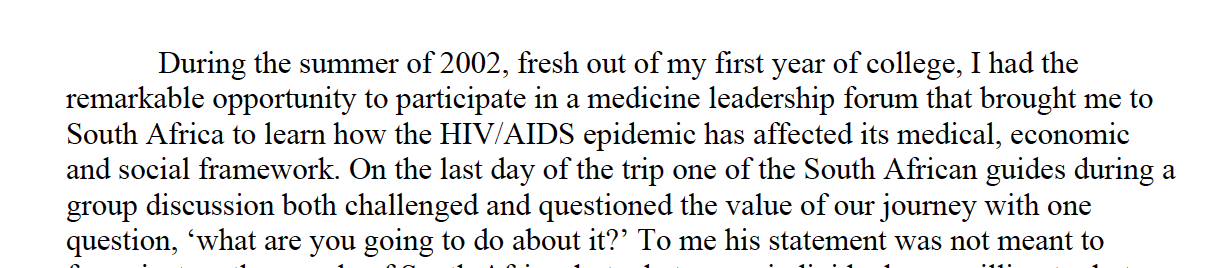 During the summer of 2002, fresh out of my first year of college, I had the
remarkable opportunity to participate in a medicine leadership forum that brought me to
South Africa to learn how the HIV/AIDS epidemic has affected its medical, economic
and social framework. On the last day of the trip one of the South African guides during a
group discussion both challenged and questioned the value of our journey with one
question, ‘what are you going to do about it?’ To me his statement was not meant to